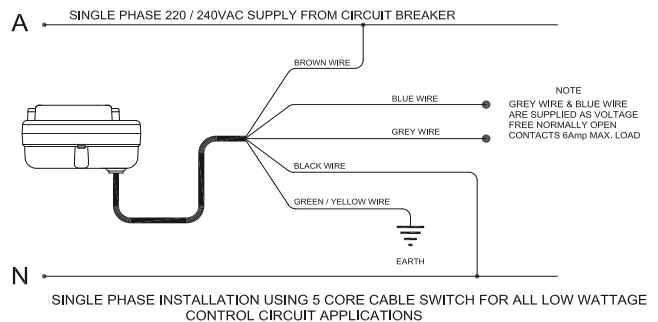 A
SINGLE PHASE 220 / 240VAC SUPPLY FROM CIRCUIT BREAKER
BROWN WIRE
BLUE WIRE
GREY WIRE
BLACK WIRE
GREEN / YELLOW WIRE
EARTH
NOTE
GREY WIRE & BLUE WIRE
ARE SUPPLIED AS VOLTAGE
FREE NORMALLY OPEN
CONTACTS 6Amp MAX. LOAD
N
SINGLE PHASE INSTALLATION USING 5 CORE CABLE SWITCH FOR ALL LOW WATTAGE
CONTROL CIRCUIT APPLICATIONS